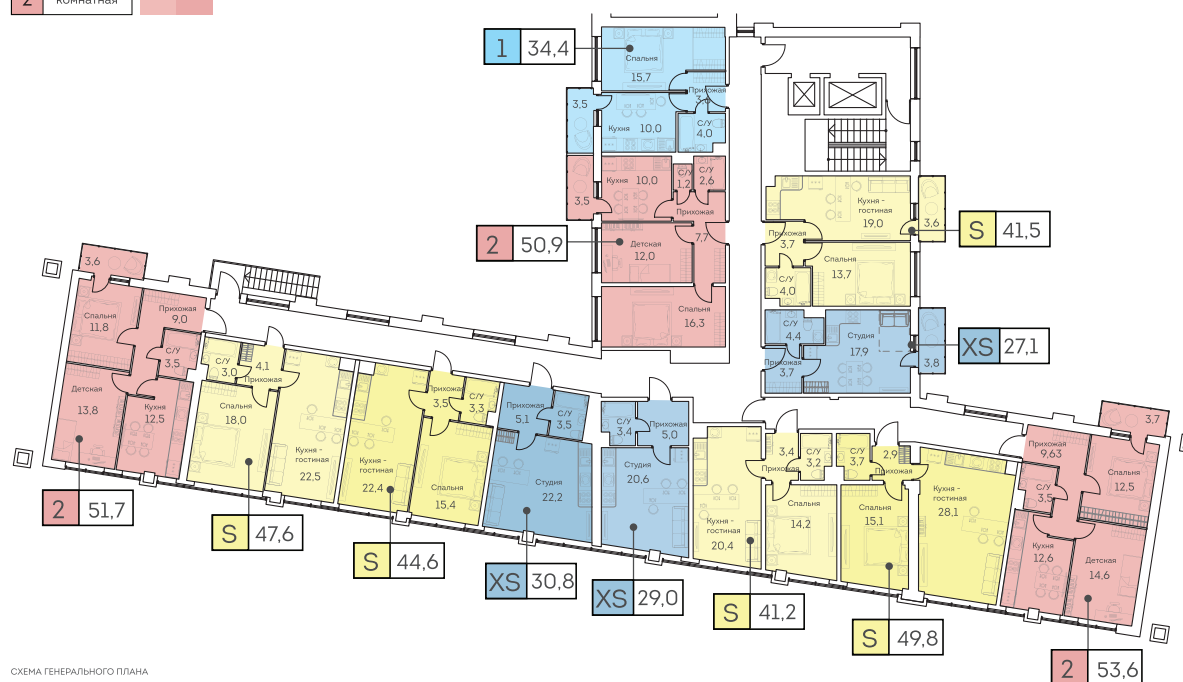 2 комнатная
1 34,4
Спальня
15,7
Прихожая
3,8
3,5
Кухня 10,0
С/У
4,0
Кухня 10,0
С/У
1,2
С/У
2,6
3,5
Прихожая
7,7
2 50,9
Детская
12,0
Спальня
16,3
Кухня -
гостиная
19,0
3,6
S 41,5
Прихожая
3,7
Спальня
13,7
С/У
4,0
С/У
4,4
Студия
17,9
XS 27,1
Прихожая
3,7
3,8
3,6
Спальня
11,8
Прихожая
9,0
С/У
3,5
Детская
13,8
Кухня
12,5
2 51,7
С/У
3,0
4,1
Прихожая
Спальня
18,0
Кухня -
гостиная
22,5
S 47,6
Прихожая
3,5
С/У
3,3
Кухня -
гостиная
22,4
Спальня
15,4
S 44,6
Прихожая
5,1
С/У
3,5
Студия
22,2
XS 30,8
С/У
3,4
Прихожая
5,0
Студия
20,6
XS 29,0
3,4
Прихожая
С/У
3,2
Кухня -
гостиная
20,4
Спальня
14,2
S 41,2
С/У
3,7
2,9
Прихожая
Спальня
15,1
Кухня -
гостиная
28,1
S 49,8
3,7
Прихожая
9,63
Спальня
12,5
С/У
3,5
Кухня
12,6
Детская
14,6
2 53,6
СХЕМА ГЕНЕРАЛЬНОГО ПЛАНА